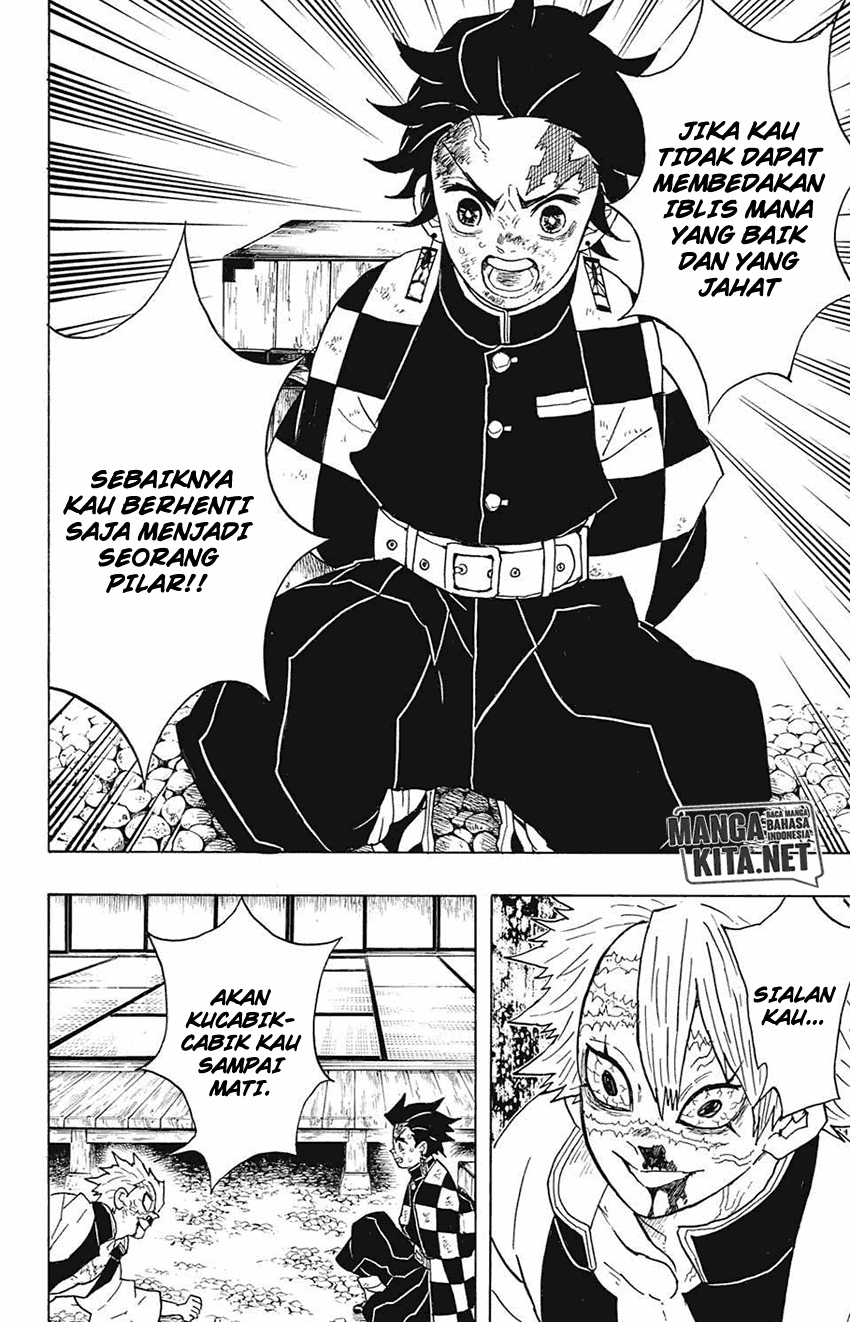 JIKA KAU
TIDAK DAPAT
MEMBEDAKAN
IBLIS MANA
YANG BAIK
DAN YANG
JAHAT
SEBAIKNYA
KAU BERHENTI
SAJA MENJADI
SEORANG
PILAR!!
MANGA
BACA MANGA
BAHASA
INDONESIA
KITA.NET
SIALAN
KAU...
AKAN
KUCABIK-
CABIK KAU
SAMPAI
MATI.